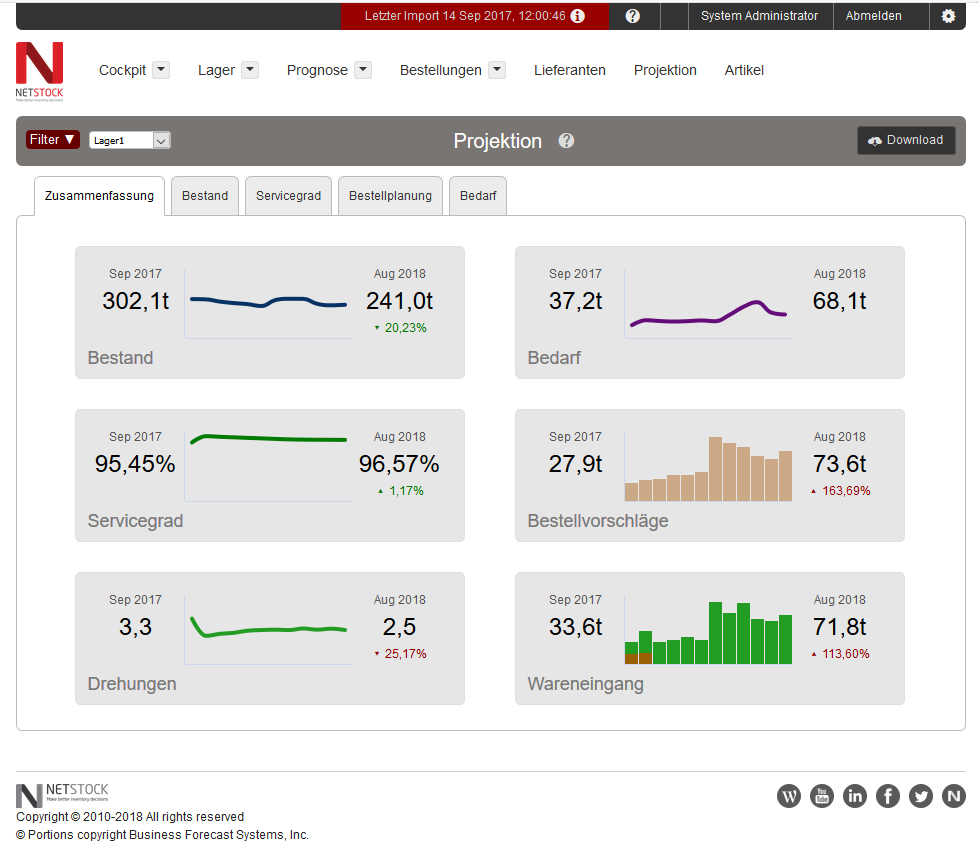 Letzter Import 14 Sep 2017, 12:00:46
System Administrator
Abmelden
NETSTOCK
Make better inventory decisions
Cockpit
Lager
Prognose
Bestellungen
Lieferanten
Projektion
Artikel
Filter ▼
Lager1
Projektion
Download
Zusammenfassung
Bestand
Servicegrad
Bestellplanung
Bedarf
Sep 2017
302,1t
Aug 2018
241,0t
▼ 20,23%
Bestand
Sep 2017
37,2t
Aug 2018
68,1t
Bedarf
Sep 2017
95,45%
Aug 2018
96,57%
▲ 1,17%
Servicegrad
Sep 2017
27,9t
Aug 2018
73,6t
▲ 163,69%
Bestellvorschläge
Sep 2017
3,3
Aug 2018
2,5
▼ 25,17%
Drehungen
Sep 2017
33,6t
Aug 2018
71,8t
▲ 113,60%
Wareneingang
NETSTOCK
Make better inventory decisions
Copyright © 2010-2018 All rights reserved
© Portions copyright Business Forecast Systems, Inc.